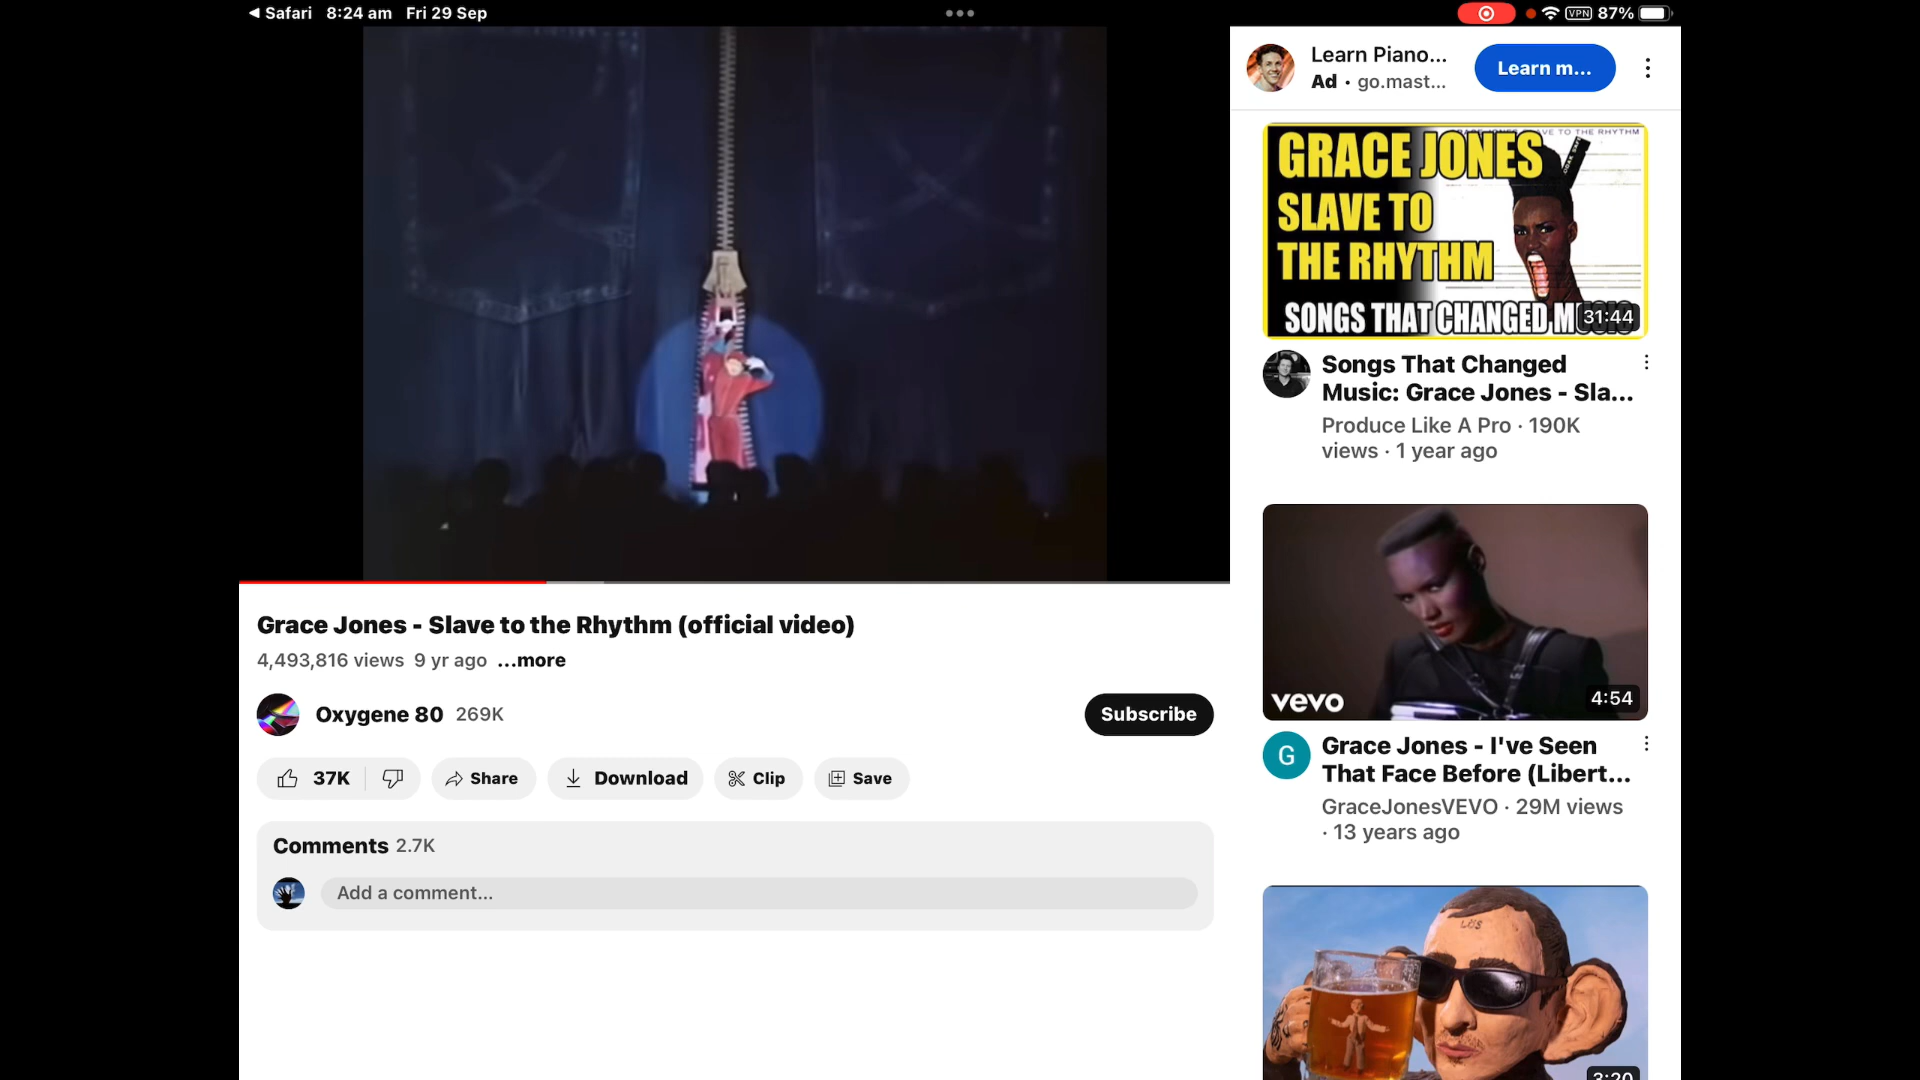 Safari 8:24 am Fri 29 Sep
VPN 87%
Learn Piano...
Ad · go.mast...
Learn m...
GRACE JONES
SLAVE TO
THE RHYTHM
SONGS THAT CHANGED MUSIC
31:44
Songs That Changed
Music: Grace Jones - Sla...
Produce Like A Pro · 190K
views · 1 year ago
vevo
4:54
G
Grace Jones - I've Seen
That Face Before (Libert...
GraceJonesVEVO · 29M views
· 13 years ago
LÖS
3:20
Grace Jones - Slave to the Rhythm (official video)
4,493,816 views 9 yr ago ...more
Oxygene 80 269K
Subscribe
37K
Share
Download
Clip
Save
Comments 2.7K
Add a comment...